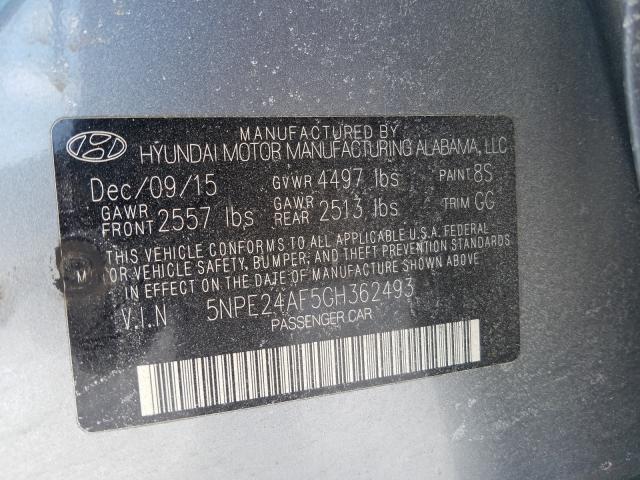 MANUFACTURED BY
HYUNDAI MOTOR MANUFACTURING ALABAMA, LLC
Dec/09/15 GVWR 4497 lbs PAINT 8S
GAWR FRONT 2557 lbs GAWR REAR 2513 lbs TRIM GG
THIS VEHICLE CONFORMS TO ALL APPLICABLE U.S.A. FEDERAL
OR VEHICLE SAFETY, BUMPER, AND THEFT PREVENTION STANDARDS
IN EFFECT ON THE DATE OF MANUFACTURE SHOWN ABOVE
M
V.I.N 5NPE24AF5GH362493
PASSENGER CAR